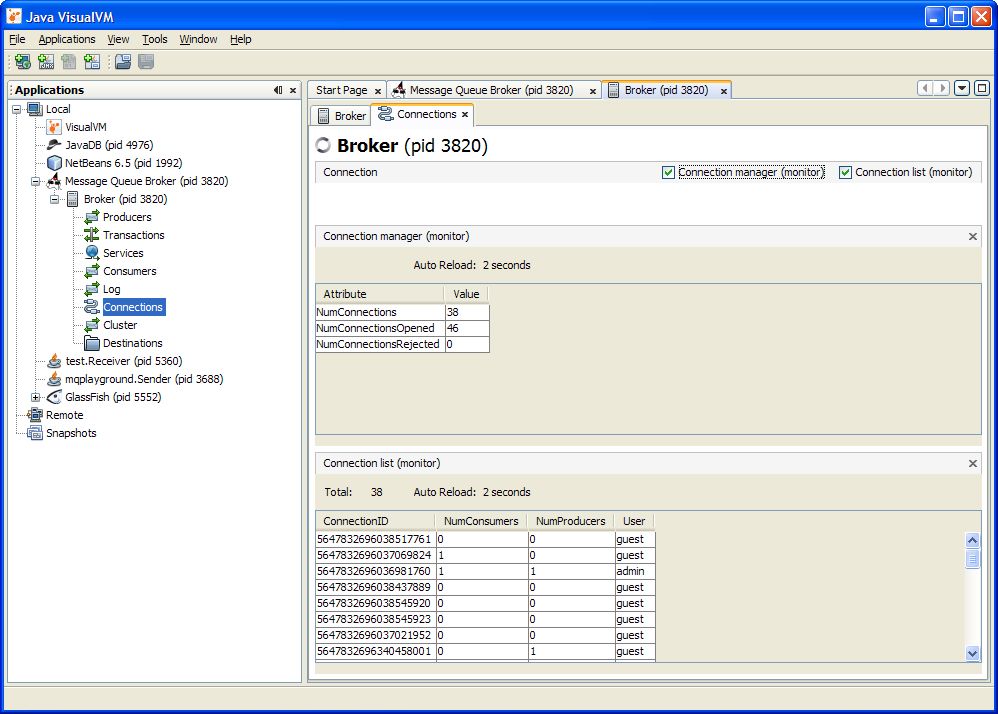 Java VisualVM
File Applications View Tools Window Help
Applications
Local
VisualVM
JavaDB (pid 4976)
NetBeans 6.5 (pid 1992)
Message Queue Broker (pid 3820)
Broker (pid 3820)
Producers
Transactions
Services
Consumers
Log
Connections
Cluster
Destinations
test.Receiver (pid 5360)
mqplayground.Sender (pid 3688)
GlassFish (pid 5552)
Remote
Snapshots
Start Page Message Queue Broker (pid 3820) Broker (pid 3820)
Broker Connections
Broker (pid 3820)
Connection Connection manager (monitor) Connection list (monitor)
Connection manager (monitor)
Auto Reload: 2 seconds
Attribute Value
NumConnections 38
NumConnectionsOpened 46
NumConnectionsRejected 0
Connection list (monitor)
Total: 38 Auto Reload: 2 seconds
ConnectionID NumConsumers NumProducers User
5647832696038517761 0 0 guest
5647832696037069824 1 0 guest
5647832696036981760 1 1 admin
5647832696038437889 0 0 guest
5647832696038545920 0 0 guest
5647832696038545923 0 0 guest
5647832696037021952 0 0 guest
5647832696340458001 0 1 guest